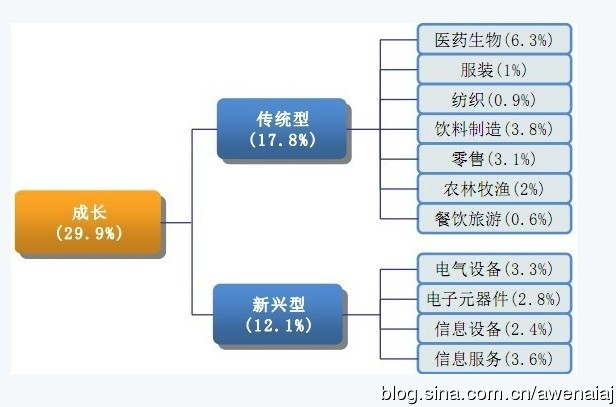 成长
(29.9%)
传统型
(17.8%)
医药生物(6.3%)
服装(1%)
纺织(0.9%)
饮料制造(3.8%)
零售(3.1%)
农林牧渔(2%)
餐饮旅游(0.6%)
新兴型
(12.1%)
电气设备(3.3%)
电子元器件(2.8%)
信息设备(2.4%)
信息服务(3.6%)
blog.sina.com.cn/awenaiaj